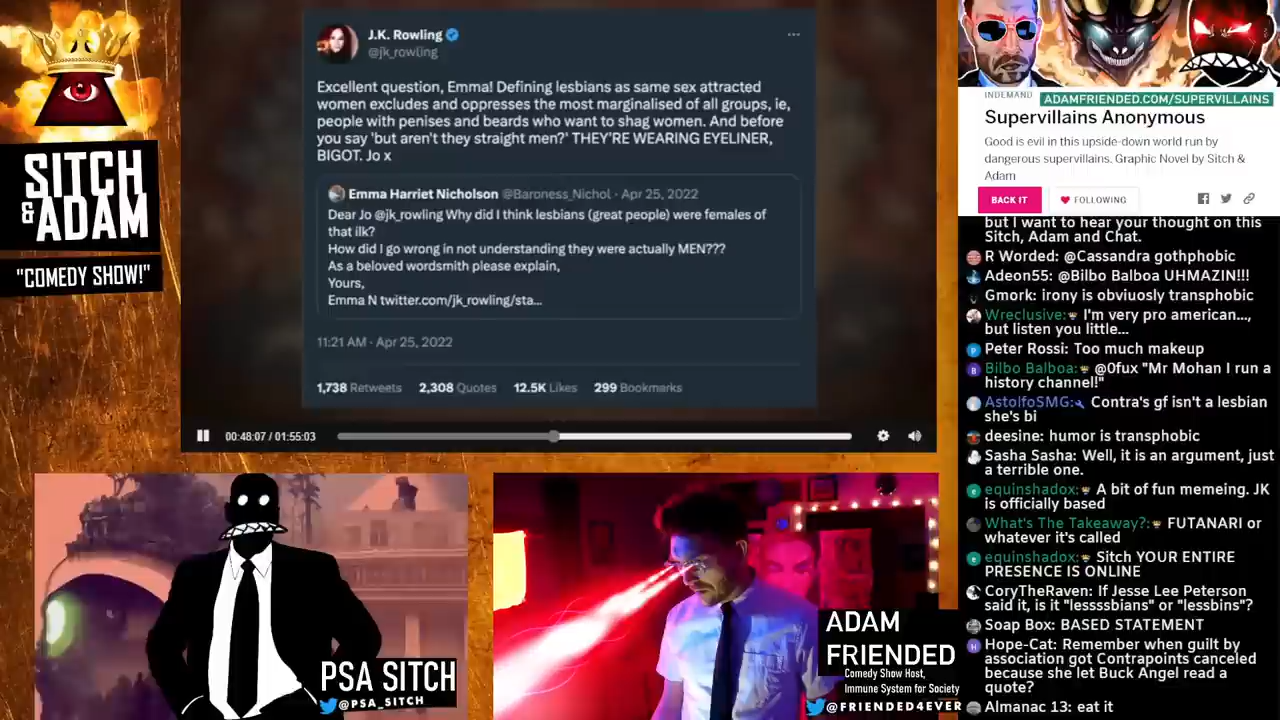 SITCH
& ADAM
"COMEDY SHOW!"
J.K. Rowling
@jk_rowling
Excellent question, Emma! Defining lesbians as same sex attracted
women excludes and oppresses the most marginalised of all groups, ie,
people with penises and beards who want to shag women. And before
you say 'but aren't they straight men?' THEY'RE WEARING EYELINER,
BIGOT. Jo x
Emma Harriet Nicholson @Baroness_Nichol · Apr 25, 2022
Dear Jo @jk_rowling Why did I think lesbians (great people) were females of
that ilk?
How did I go wrong in not understanding they were actually MEN???
As a beloved wordsmith please explain,
Yours,
Emma N twitter.com/jk_rowling/sta...
11:21 AM · Apr 25, 2022
1,738 Retweets 2,308 Quotes 12.5K Likes 299 Bookmarks
00:48:07 / 01:55:03
PSA SITCH
@PSA_SITCH
ADAM
FRIENDED
Comedy Show Host,
Immune System for Society
@FRIENDED4EVER
INDEMAND
ADAMFRIENDED.COM/SUPERVILLAINS
Supervillains Anonymous
Good is evil in this upside-down world run by
dangerous supervillains. Graphic Novel by Sitch &
Adam
BACK IT
FOLLOWING
but I want to hear your thought on this
Sitch, Adam and Chat.
R Worded: @Cassandra gothphobic
Adeon55: @Bilbo Balboa UHMAZIN!!!
Gmork: irony is obviuosly transphobic
Wreclusive: I'm very pro american...,
but listen you little...
Peter Rossi: Too much makeup
Bilbo Balboa: @0fux "Mr Mohan I run a
history channel!"
AstolfoSMG: Contra's gf isn't a lesbian
she's bi
deesine: humor is transphobic
Sasha Sasha: Well, it is an argument, just
a terrible one.
equinshadox: A bit of fun memeing. JK
is officially based
What's The Takeaway?: FUTANARI or
whatever it's called
equinshadox: Sitch YOUR ENTIRE
PRESENCE IS ONLINE
CoryTheRaven: If Jesse Lee Peterson
said it, is it "lessssbians" or "lessbins"?
Soap Box: BASED STATEMENT
Hope-Cat: Remember when guilt by
association got Contrapoints canceled
because she let Buck Angel read a
quote?
Almanac 13: eat it